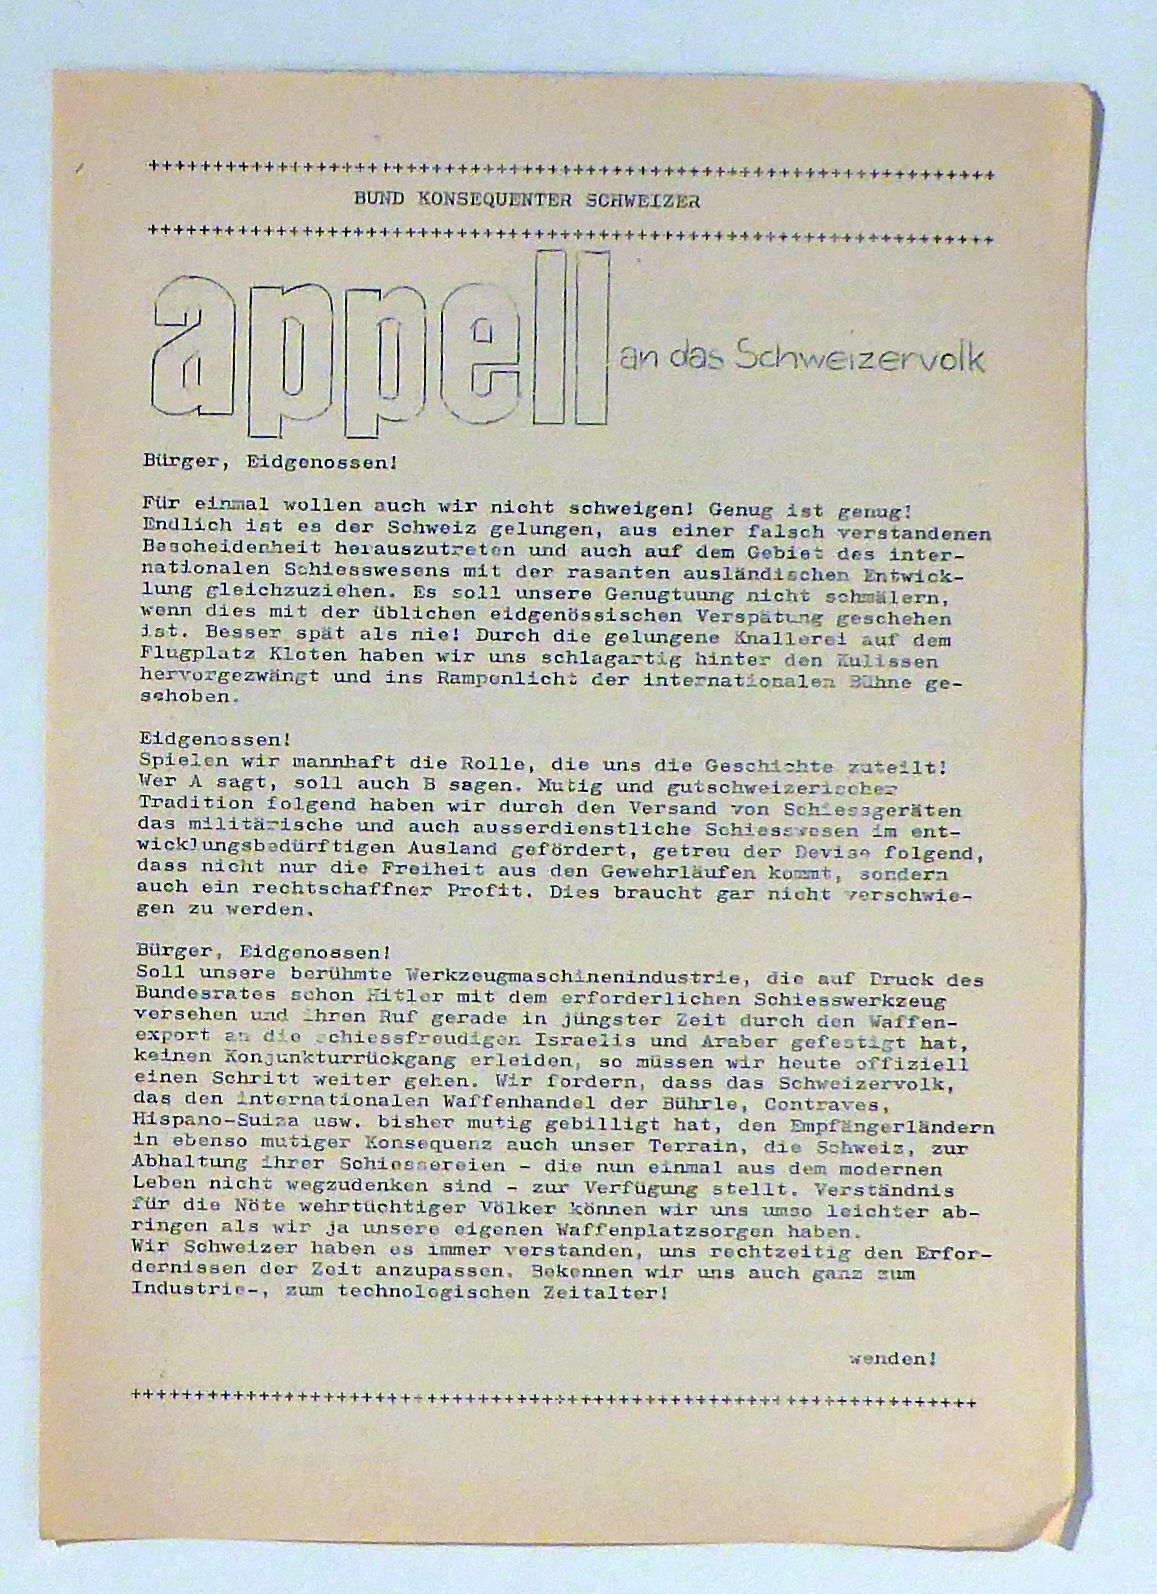 ++++++++++++++++++++++++++++++++++++++++++++++++++++++++++++++++++
BUND KONSEQUENTER SCHWEIZER
++++++++++++++++++++++++++++++++++++++++++++++++++++++++++++++++++
appell an das Schweizervolk
Bürger, Eidgenossen!
Für einmal wollen auch wir nicht schweigen! Genug ist genug!
Endlich ist es der Schweiz gelungen, aus einer falsch verstandenen
Bescheidenheit herauszutreten und auch auf dem Gebiet des inter-
nationalen Schiesswesens mit der rasanten ausländischen Entwick-
lung gleichzuziehen. Es soll unsere Genugtuung nicht schmälern,
wenn dies mit der üblichen eidgenössischen Verspätung geschehen
ist. Besser spät als nie! Durch die gelungene Knallerei auf dem
Flugplatz Kloten haben wir uns schlagartig hinter den Kulissen
hervorgezwängt und ins Rampenlicht der internationalen Bühne ge-
schoben.
Eidgenossen!
Spielen wir mannhaft die Rolle, die uns die Geschichte zuteilt!
Wer A sagt, soll auch B sagen. Mutig und gutschweizerischer
Tradition folgend haben wir durch den Versand von Schiessgeräten
das militärische und auch ausserdienstliche Schiesswesen im ent-
wicklungsbedürftigen Ausland gefördert, getreu der Devise folgend,
dass nicht nur die Freiheit aus den Gewehrläufen kommt, sondern
auch ein rechtschaffner Profit. Dies braucht gar nicht verschwie-
gen zu werden.
Bürger, Eidgenossen!
Soll unsere berühmte Werkzeugmaschinenindustrie, die auf Druck des
Bundesrates schon Hitler mit dem erforderlichen Schiesswerkzeug
versehen und ihren Ruf gerade in jüngster Zeit durch den Waffen-
export an die schiessfreudigen Israelis und Araber gefestigt hat,
keinen Konjunkturrückgang erleiden, so müssen wir heute offiziell
einen Schritt weiter gehen. Wir fordern, dass das Schweizervolk,
das den internationalen Waffenhandel der Bührle, Contraves,
Hispano-Suiza usw. bisher mutig gebilligt hat, den Empfängerländern
in ebenso mutiger Konsequenz auch unser Terrain, die Schweiz, zur
Abhaltung ihrer Schiessereien - die nun einmal aus dem modernen
Leben nicht wegzudenken sind - zur Verfügung stellt. Verständnis
für die Nöte wehrtüchtiger Völker können wir uns umso leichter ab-
ringen als wir ja unsere eigenen Waffenplatzsorgen haben.
Wir Schweizer haben es immer verstanden, uns rechtzeitig den Erfor-
dernissen der Zeit anzupassen. Bekennen wir uns auch ganz zum
Industrie-, zum technologischen Zeitalter!
wenden!
++++++++++++++++++++++++++++++++++++++++++++++++++++++++++++++++++